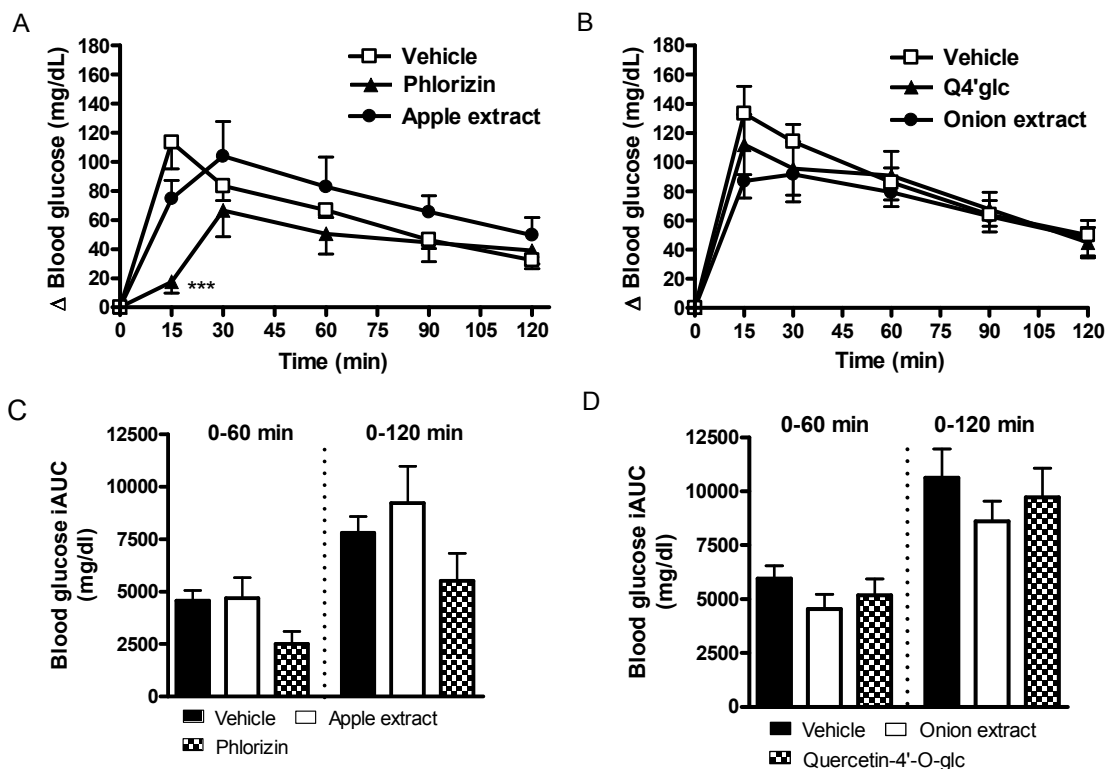 A
Δ Blood glucose (mg/dL)
180
160
140
120
100
80
60
40
20
0
Vehicle
Phlorizin
Apple extract
***
0 15 30 45 60 75 90 105 120
Time (min)
B
Δ Blood glucose (mg/dL)
180
160
140
120
100
80
60
40
20
0
Vehicle
Q4'glc
Onion extract
0 15 30 45 60 75 90 105 120
Time (min)
C
Blood glucose iAUC
(mg/dl)
12500
10000
7500
5000
2500
0
0-60 min 0-120 min
Vehicle Apple extract
Phlorizin
D
Blood glucose iAUC
(mg/dl)
12500
10000
7500
5000
2500
0
0-60 min 0-120 min
Vehicle Onion extract
Quercetin-4'-O-glc